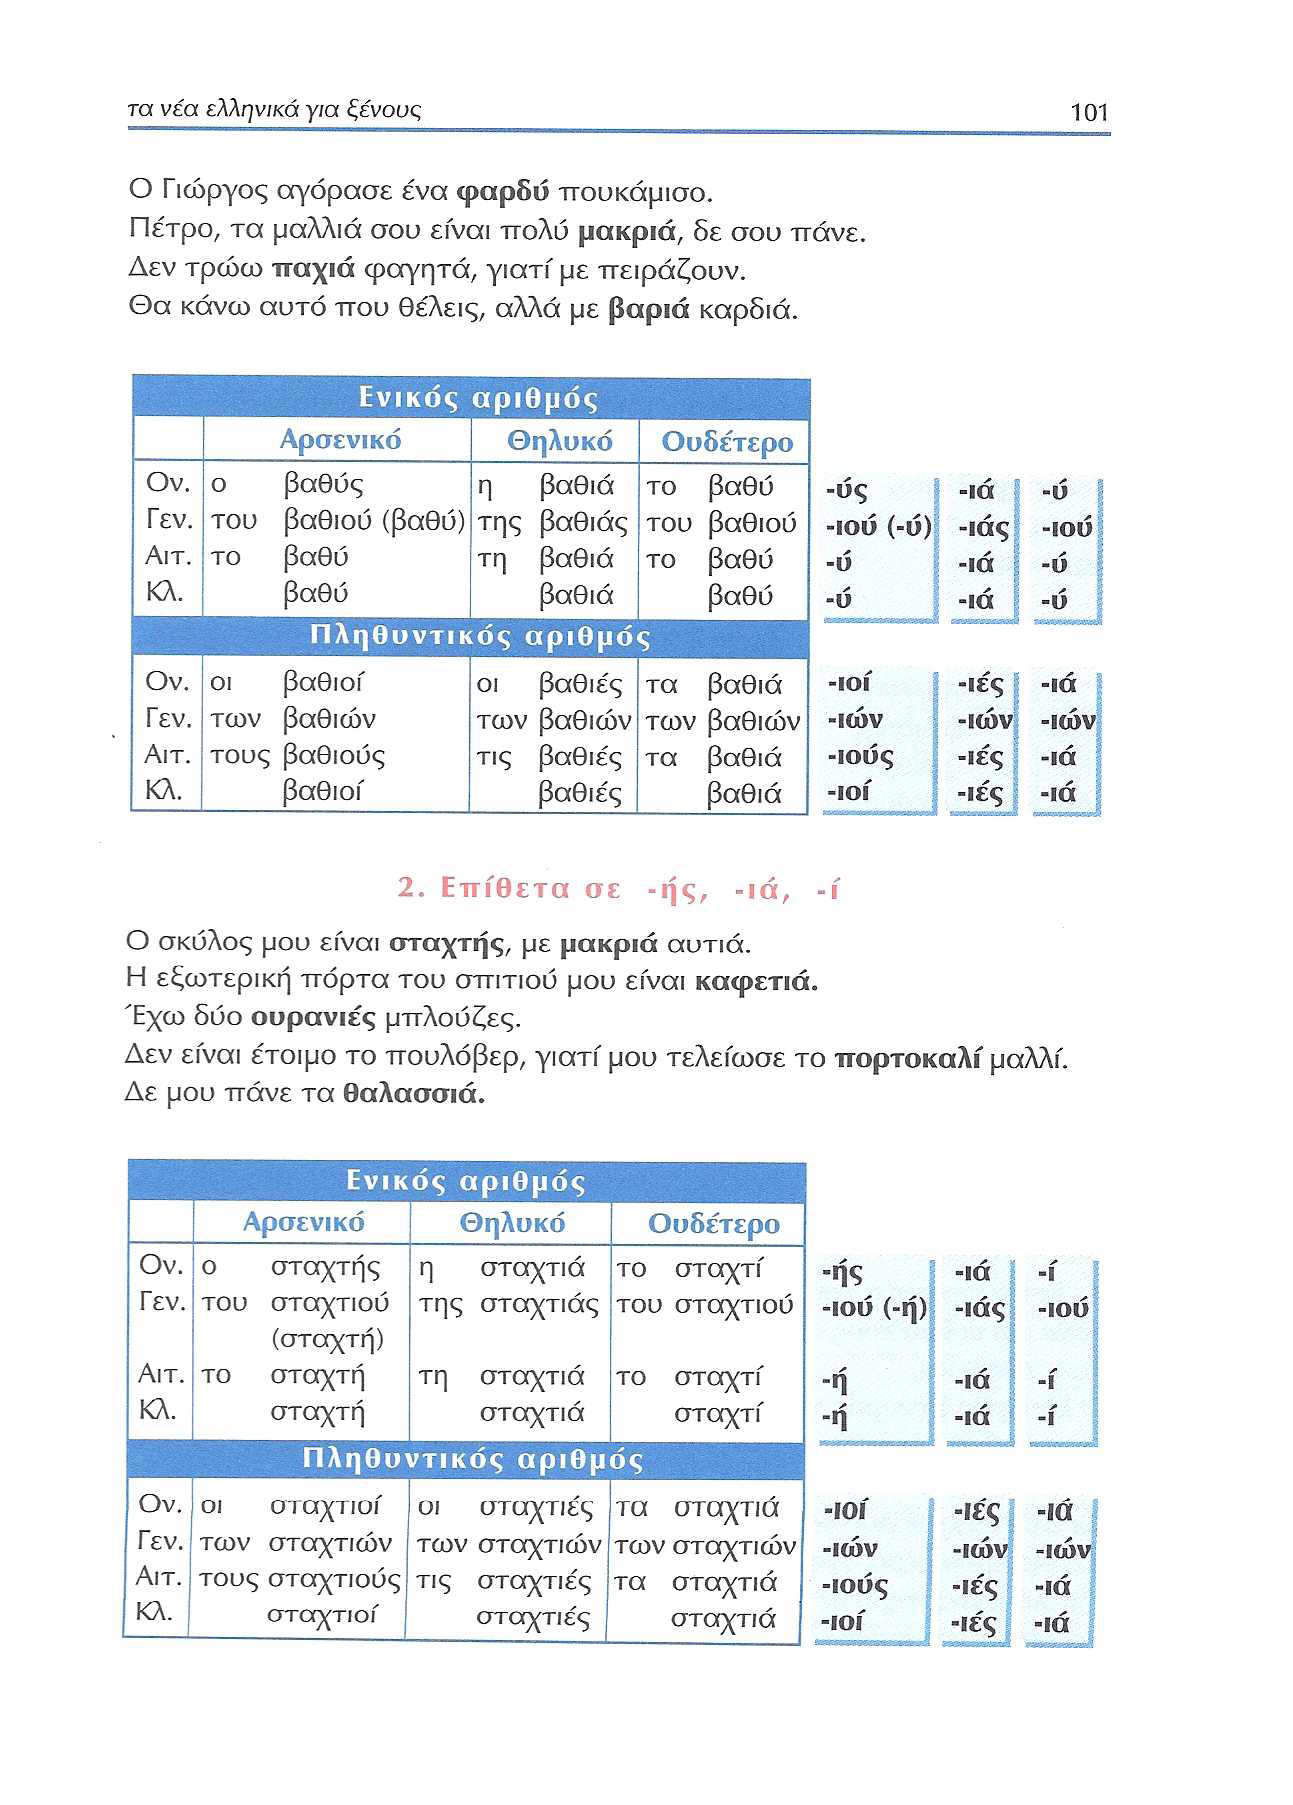 τα νέα ελληνικά για ξένους 101
Ο Γιώργος αγόρασε ένα φαρδύ πουκάμισο.
Πέτρο, τα μαλλιά σου είναι πολύ μακριά, δε σου πάνε.
Δεν τρώω παχιά φαγητά, γιατί με πειράζουν.
Θα κάνω αυτό που θέλεις, αλλά με βαριά καρδιά.
Ενικός αριθμός
Αρσενικό Θηλυκό Ουδέτερο
Ον. ο βαθύς η βαθιά το βαθύ -ύς -ιά -ύ
Γεν. του βαθιού (βαθύ) της βαθιάς του βαθιού -ιού (-ύ) -ιάς -ιού
Αιτ. το βαθύ τη βαθιά το βαθύ -ύ -ιά -ύ
Κλ. βαθύ βαθιά βαθύ -ύ -ιά -ύ
Πληθυντικός αριθμός
Ον. οι βαθιοί οι βαθιές τα βαθιά -ιοί -ιές -ιά
Γεν. των βαθιών των βαθιών των βαθιών -ιών -ιών -ιών
Αιτ. τους βαθιούς τις βαθιές τα βαθιά -ιούς -ιές -ιά
Κλ. βαθιοί βαθιές βαθιά -ιοί -ιές -ιά
2. Επίθετα σε -ής, -ιά, -ί
Ο σκύλος μου είναι σταχτής, με μακριά αυτιά.
Η εξωτερική πόρτα του σπιτιού μου είναι καφετιά.
Έχω δύο ουρανιές μπλούζες.
Δεν είναι έτοιμο το πουλόβερ, γιατί μου τελείωσε το πορτοκαλί μαλλί.
Δε μου πάνε τα θαλασσιά.
Ενικός αριθμός
Αρσενικό Θηλυκό Ουδέτερο
Ον. ο σταχτής η σταχτιά το σταχτί -ής -ιά -ί
Γεν. του σταχτιού της σταχτιάς του σταχτιού -ιού (-ή) -ιάς -ιού
(σταχτή)
Αιτ. το σταχτή τη σταχτιά το σταχτί -ή -ιά -ί
Κλ. σταχτή σταχτιά σταχτί -ή -ιά -ί
Πληθυντικός αριθμός
Ον. οι σταχτιοί οι σταχτιές τα σταχτιά -ιοί -ιές -ιά
Γεν. των σταχτιών των σταχτιών των σταχτιών -ιών -ιών -ιών
Αιτ. τους σταχτιούς τις σταχτιές τα σταχτιά -ιούς -ιές -ιά
Κλ. σταχτιοί σταχτιές σταχτιά -ιοί -ιές -ιά